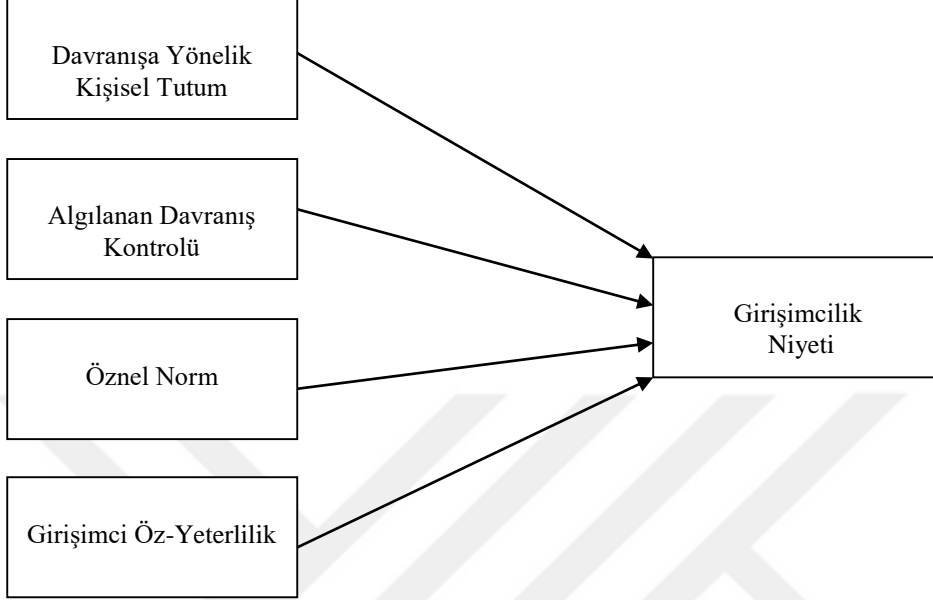 Davranışa Yönelik
Kişisel Tutum
Algılanan Davranış
Kontrolü
Öznel Norm
Girişimci Öz-Yeterlilik
Girişimcilik
Niyeti